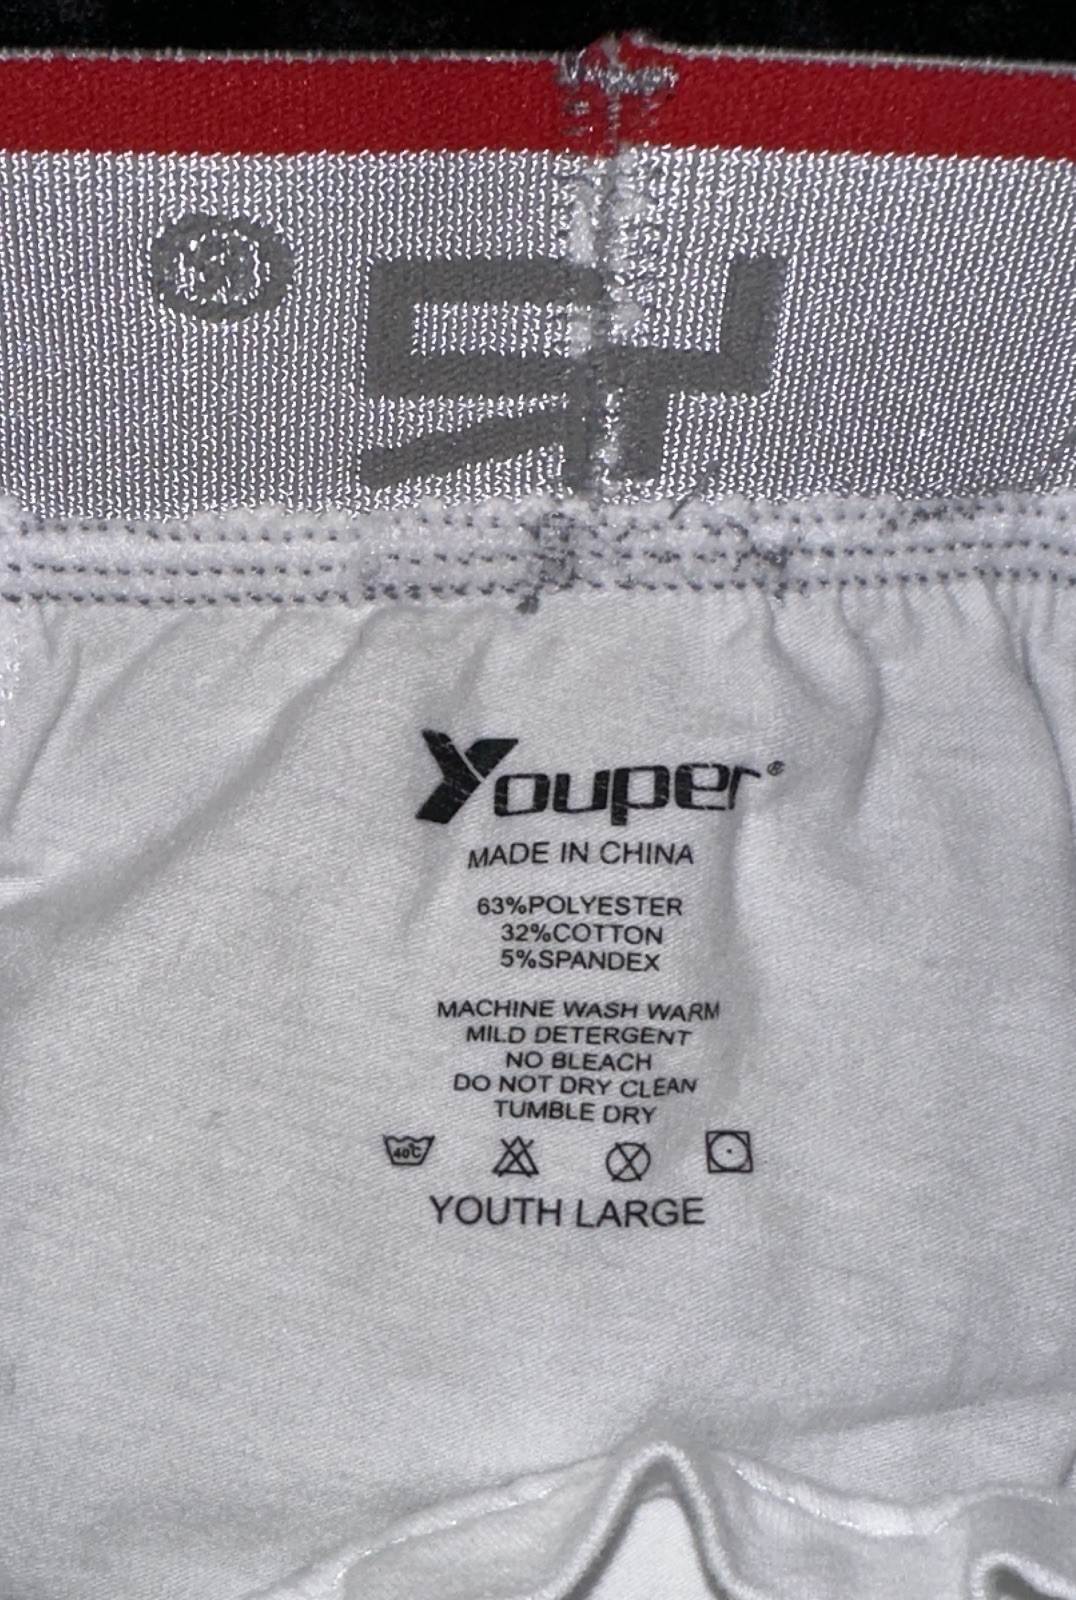 Youper®
MADE IN CHINA
63%POLYESTER
32%COTTON
5%SPANDEX
MACHINE WASH WARM
MILD DETERGENT
NO BLEACH
DO NOT DRY CLEAN
TUMBLE DRY
40°C
YOUTH LARGE